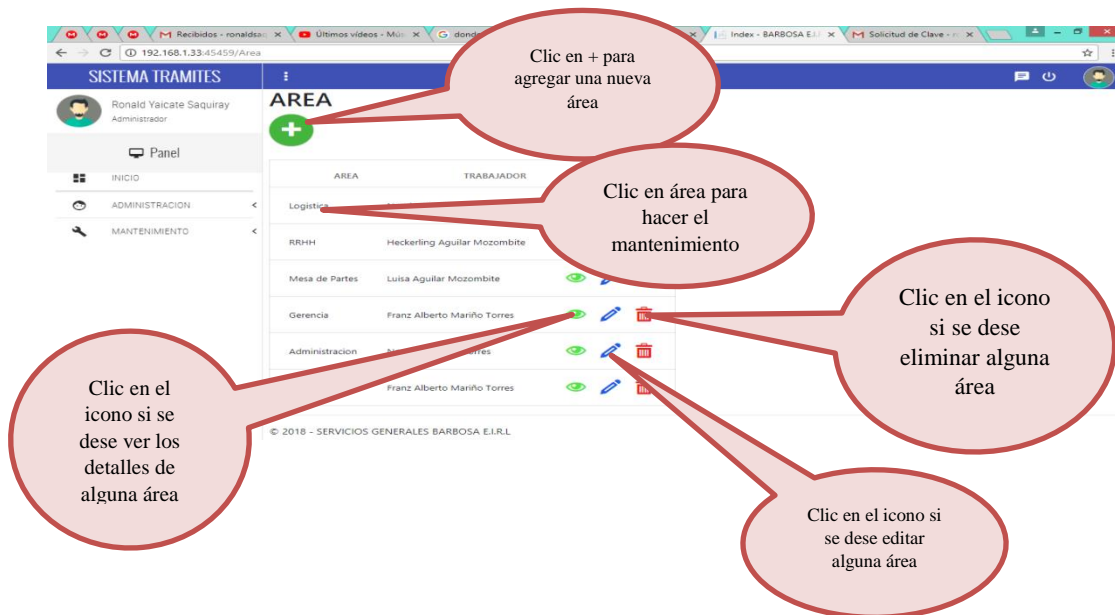 Recibidos - ronaldsac
Últimos vídeos - Mús
Index - BARBOSA E.I.
Solicitud de Clave - r
192.168.1.33:45459/Area
SISTEMA TRAMITES
Ronald Yaicate Saquiray
Administrador
Panel
INICIO
ADMINISTRACION
MANTENIMIENTO
AREA
AREA TRABAJADOR
Logistica
RRHH Heckerling Aguilar Mozombite
Mesa de Partes Luisa Aguilar Mozombite
Gerencia Franz Alberto Mariño Torres
Administracion
Franz Alberto Mariño Torres
© 2018 - SERVICIOS GENERALES BARBOSA E.I.R.L
Clic en + para
agregar una nueva
área
Clic en área para
hacer el
mantenimiento
Clic en el icono
si se dese
eliminar alguna
área
Clic en el
icono si se
dese ver los
detalles de
alguna área
Clic en el icono si
se dese editar
alguna área